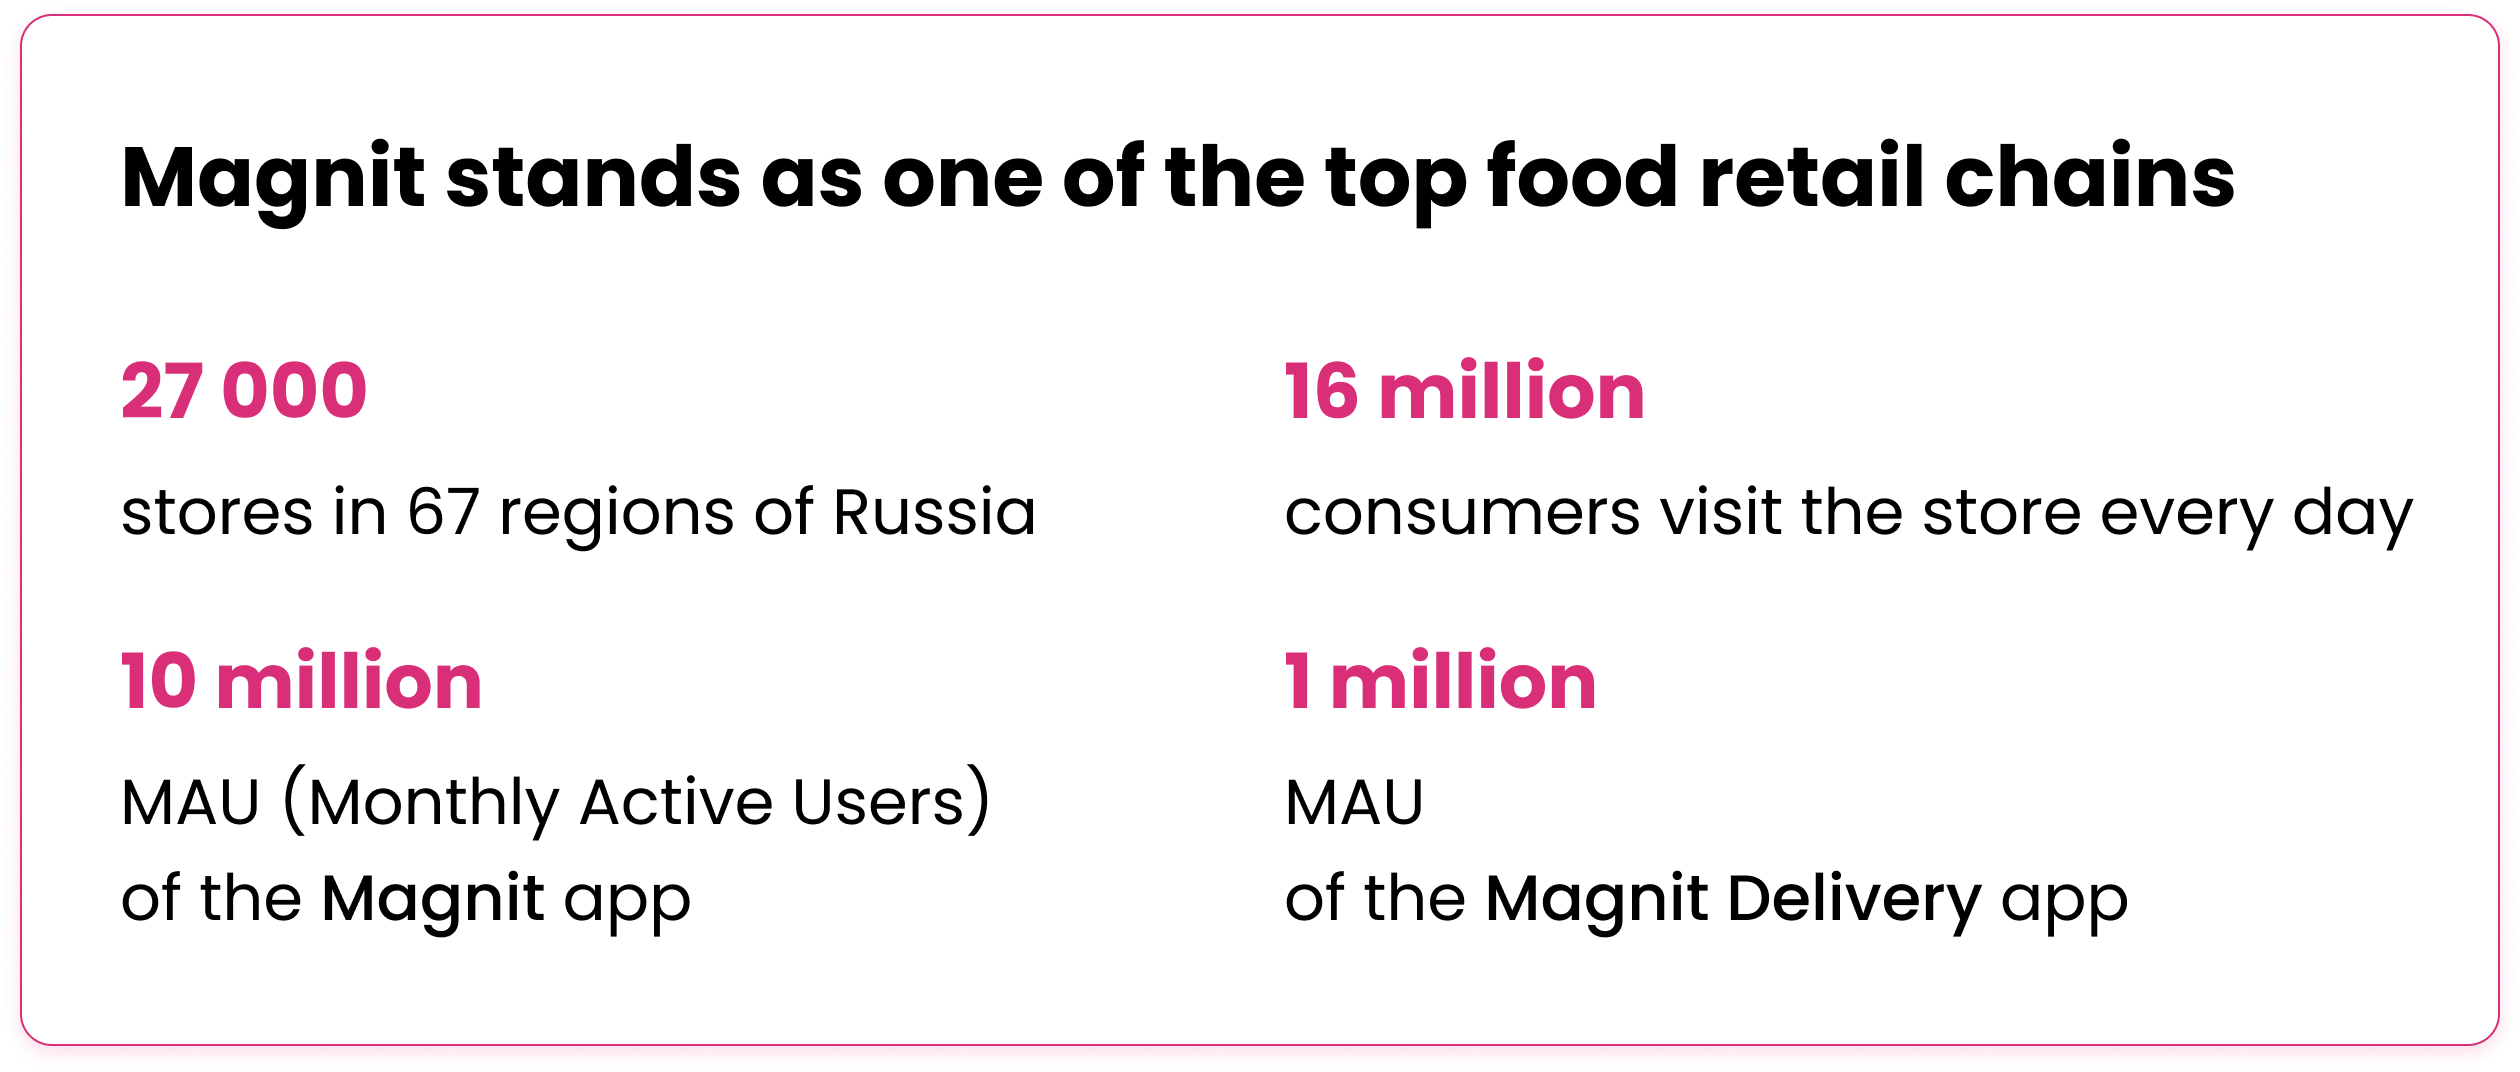 Magnit stands as one of the top food retail chains
27 000
stores in 67 regions of Russia
16 million
consumers visit the store every day
10 million
MAU (Monthly Active Users)
of the Magnit app
1 million
MAU
of the Magnit Delivery app